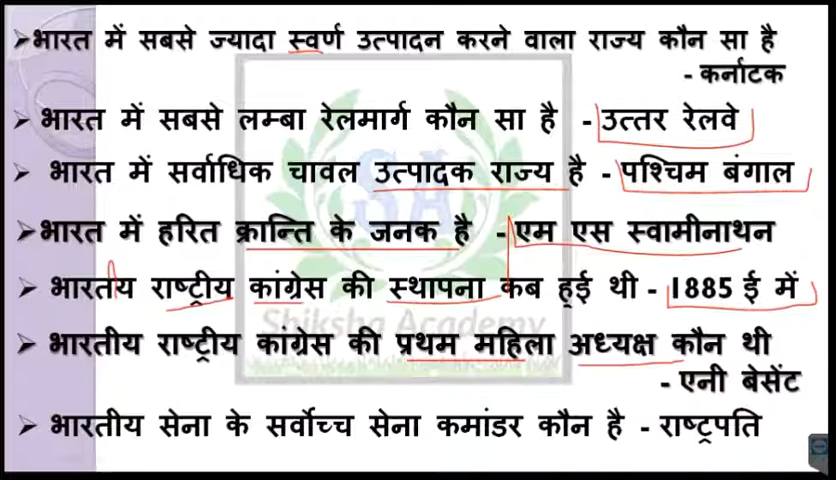 ➢भारत में सबसे ज्यादा स्वर्ण उत्पादन करने वाला राज्य कौन सा है
- कर्नाटक
➢ भारत में सबसे लम्बा रेलमार्ग कौन सा है - उत्तर रेलवे
➢ भारत में सर्वाधिक चावल उत्पादक राज्य है - पश्चिम बंगाल
➢भारत में हरित क्रान्ति के जनक है - एम एस स्वामीनाथन
➢ भारतीय राष्ट्रीय कांग्रेस की स्थापना कब हुई थी - 1885 ई में
Shiksha Academy
➢ भारतीय राष्ट्रीय कांग्रेस की प्रथम महिला अध्यक्ष कौन थी
- एनी बेसेंट
➢ भारतीय सेना के सर्वोच्च सेना कमांडर कौन है - राष्ट्रपति
SA